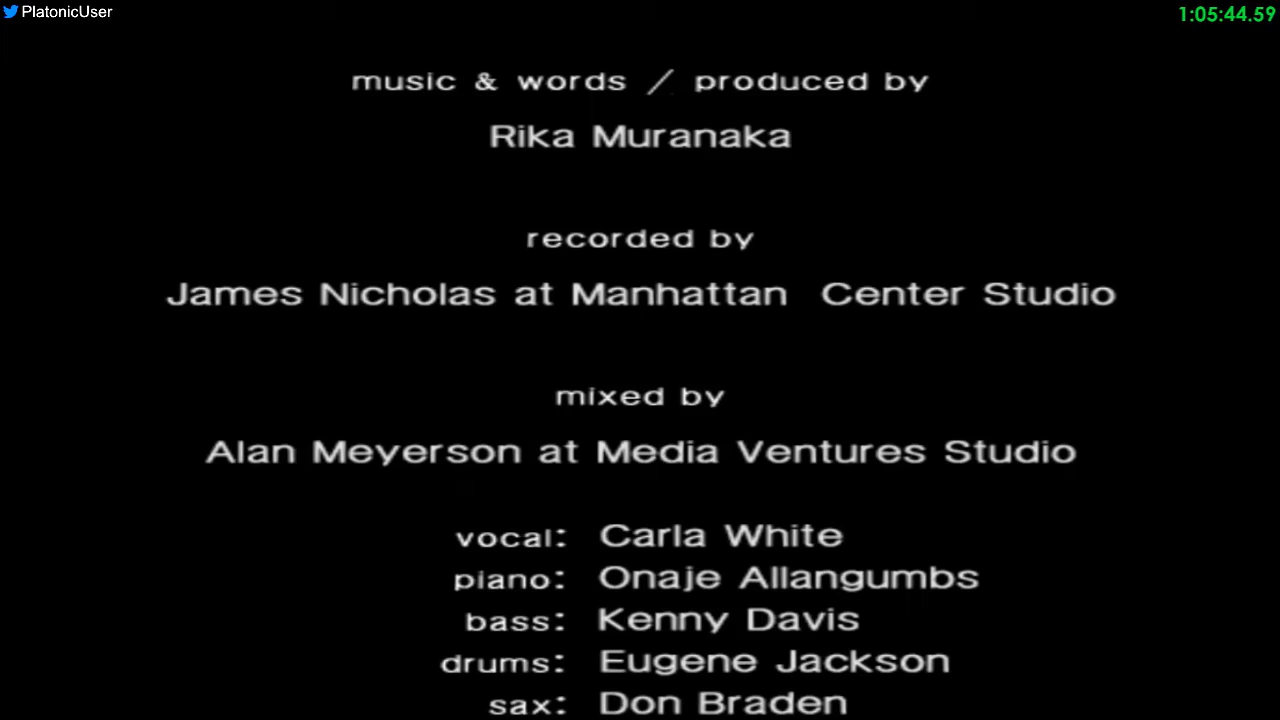 PlatonicUser
1:05:44.59
music & words / produced by
Rika Muranaka
recorded by
James Nicholas at Manhattan Center Studio
mixed by
Alan Meyerson at Media Ventures Studio
vocal: Carla White
piano: Onaje Allangumbs
bass: Kenny Davis
drums: Eugene Jackson
sax: Don Braden